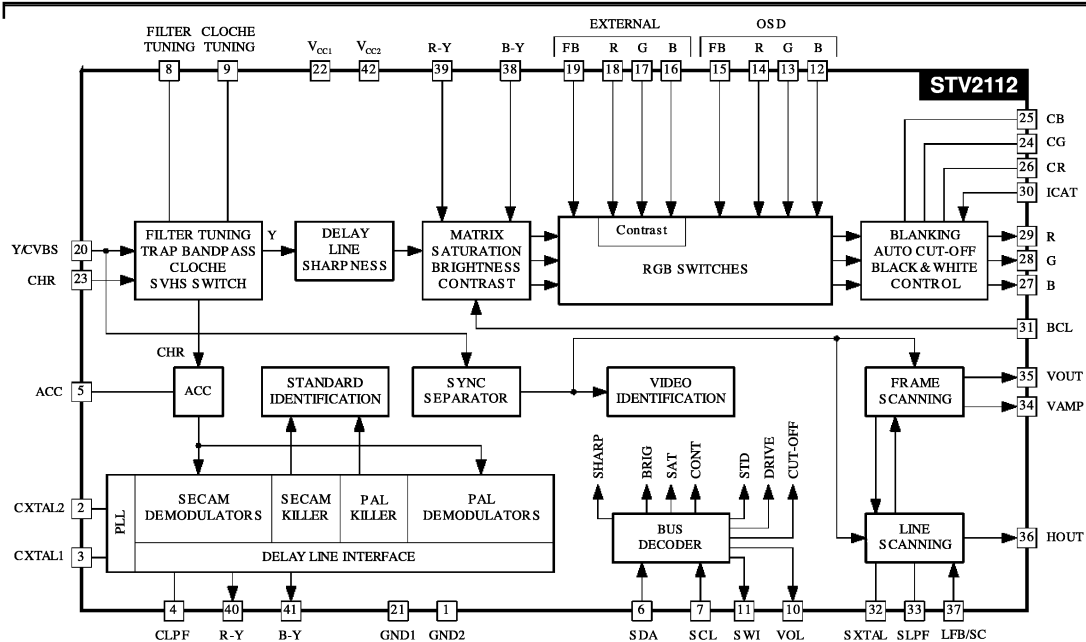 FILTER TUNING
CLOCHE TUNING
VCC1
VCC2
R-Y
B-Y
EXTERNAL
FB R G B
OSD
FB R G B
8 9 22 42 39 38 19 18 17 16 15 14 13 12
STV2112
25 CB
24 CG
26 CR
30 ICAT
29 R
28 G
27 B
31 BCL
35 VOUT
34 VAMP
36 HOUT
Y/CVBS 20
CHR 23
ACC 5
CXTAL2 2
CXTAL1 3
FILTER TUNING
TRAP BANDPASS
CLOCHE
SVHS SWITCH
Y
DELAY
LINE
SHARPNESS
MATRIX
SATURATION
BRIGHTNESS
CONTRAST
Contrast
RGB SWITCHES
BLANKING
AUTO CUT-OFF
BLACK & WHITE
CONTROL
CHR
ACC
STANDARD
IDENTIFICATION
SYNC
SEPARATOR
VIDEO
IDENTIFICATION
FRAME
SCANNING
PLL
SECAM
DEMODULATORS
SECAM
KILLER
PAL
KILLER
PAL
DEMODULATORS
DELAY LINE INTERFACE
SHARP
BRIG
SAT
CONT
STD
DRIVE
CUT-OFF
BUS
DECODER
LINE
SCANNING
4 40 41 21 1 6 7 11 10 32 33 37
CLPF R-Y B-Y GND1 GND2 SDA SCL SWI VOL SXTAL SLPF LFB/SC